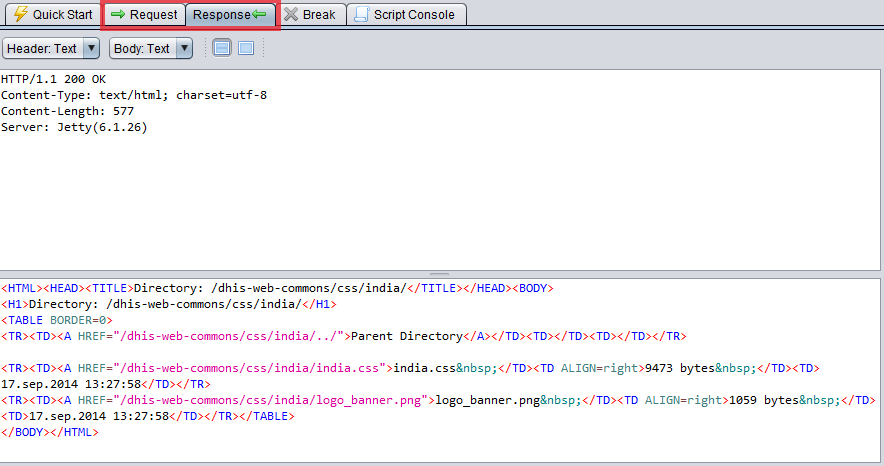 Quick Start Request Response Break Script Console
Header: Text Body: Text
HTTP/1.1 200 OK
Content-Type: text/html; charset=utf-8
Content-Length: 577
Server: Jetty(6.1.26)
<HTML><HEAD><TITLE>Directory: /dhis-web-commons/css/india/</TITLE></HEAD><BODY>
<H1>Directory: /dhis-web-commons/css/india/</H1>
<TABLE BORDER=0>
<TR><TD><A HREF="/dhis-web-commons/css/india/../">Parent Directory</A></TD><TD></TD><TD></TD></TR>
<TR><TD><A HREF="/dhis-web-commons/css/india/india.css">india.css&nbsp;</TD><TD ALIGN=right>9473 bytes&nbsp;</TD><TD>
17.sep.2014 13:27:58</TD></TR>
<TR><TD><A HREF="/dhis-web-commons/css/india/logo_banner.png">logo_banner.png&nbsp;</TD><TD ALIGN=right>1059 bytes&nbsp;</TD>
<TD>17.sep.2014 13:27:58</TD></TR></TABLE>
</BODY></HTML>